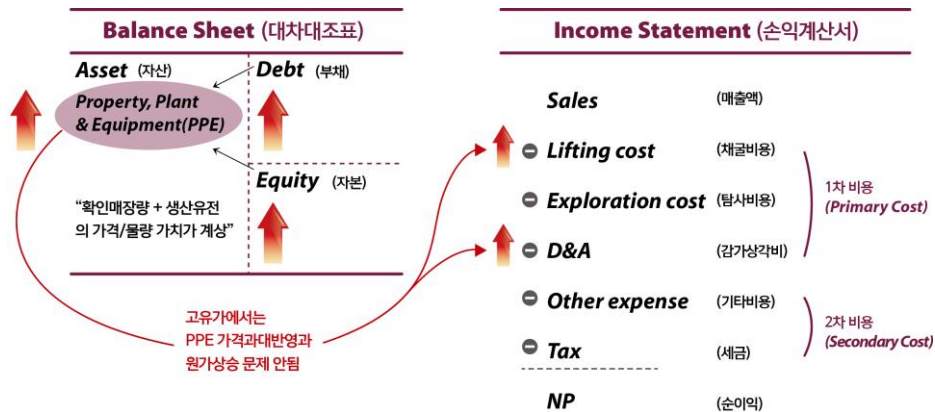 Balance Sheet (대차대조표)
Asset (자산)
Debt (부채)
Property, Plant
& Equipment(PPE)
Equity (자본)
“확인매장량 + 생산유전
의 가격/물량 가치가 계상”
고유가에서는
PPE 가격과대반영과
원가상승 문제 안됨
Income Statement (손익계산서)
Sales (매출액)
Lifting cost (채굴비용)
Exploration cost (탐사비용)
D&A (감가상각비)
1차 비용
(Primary Cost)
Other expense (기타비용)
Tax (세금)
2차 비용
(Secondary Cost)
NP (순이익)